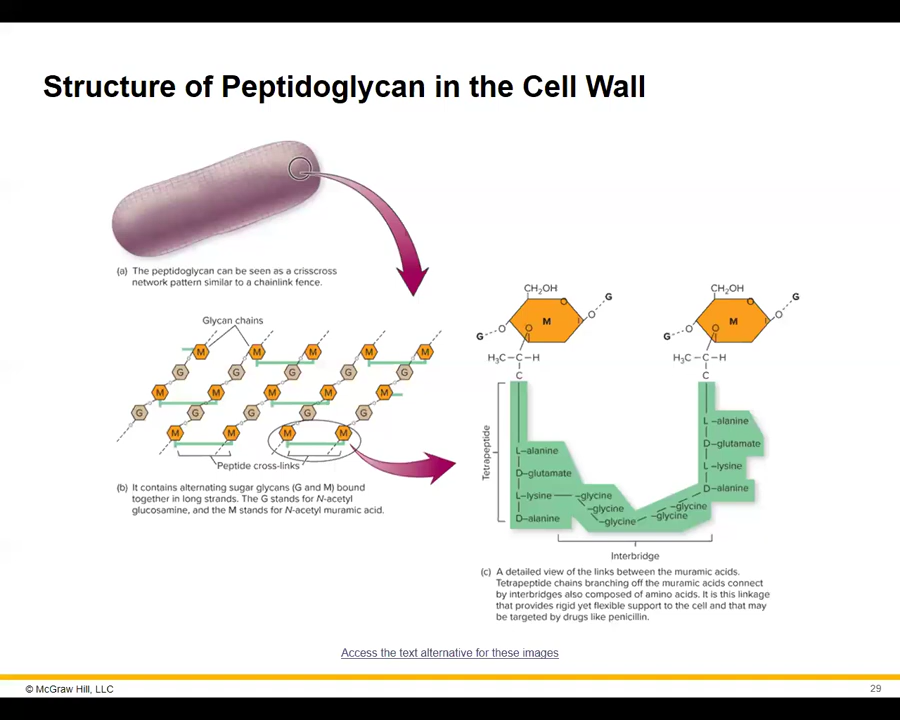 Structure of Peptidoglycan in the Cell Wall
(a) The peptidoglycan can be seen as a crisscross
network pattern similar to a chainlink fence.
Glycan chains
M M M M M
G G G G G
M M M M M
G G G G G
M M M
Peptide cross-links
(b) It contains alternating sugar glycans (G and M) bound
together in long strands. The G stands for N-acetyl
glucosamine, and the M stands for N-acetyl muramic acid.
CH₂OH CH₂OH
O G O G
M O M O
G O O G O O
H₃C–C–H H₃C–C–H
C C
Tetrapeptide
L–alanine
D–glutamate
L–lysine –glycine
–glycine
D–alanine –glycine
L–alanine
D–glutamate
L–lysine
D–alanine
–glycine
–glycine
Interbridge
(c) A detailed view of the links between the muramic acids.
Tetrapeptide chains branching off the muramic acids connect
by interbridges also composed of amino acids. It is this linkage
that provides rigid yet flexible support to the cell and that may
be targeted by drugs like penicillin.
Access the text alternative for these images
© McGraw Hill, LLC 29